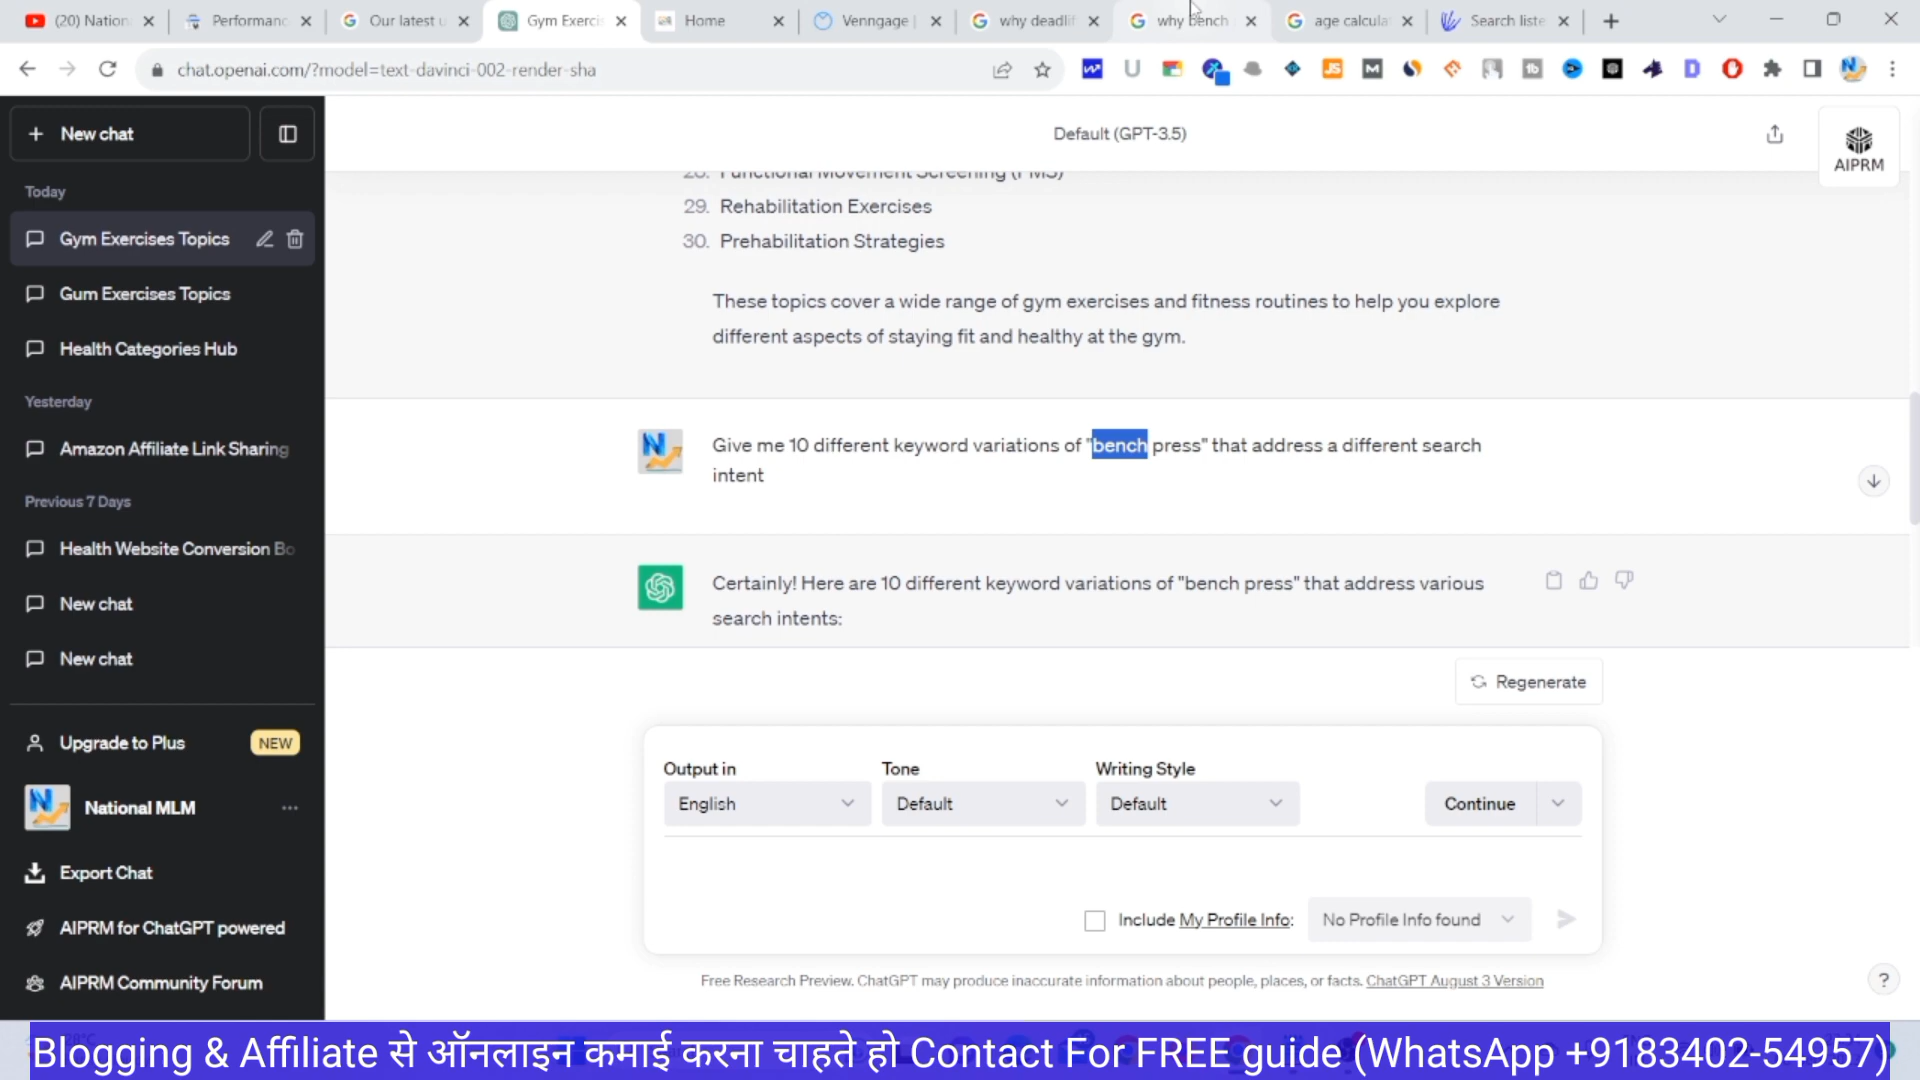 (20) Nation
Performanc
Our latest u
Gym Exercis
Home
Venngage |
why deadlif
why bench
age calcula
Search liste
chat.openai.com/?model=text-davinci-002-render-sha
New chat
Default (GPT-3.5)
AIPRM
Today
Gym Exercises Topics
Gum Exercises Topics
Health Categories Hub
Yesterday
Amazon Affiliate Link Sharing
Previous 7 Days
Health Website Conversion Bo
New chat
New chat
Upgrade to Plus NEW
National MLM
Export Chat
AIPRM for ChatGPT powered
AIPRM Community Forum
28. Functional Movement Screening (FMS)
29. Rehabilitation Exercises
30. Prehabilitation Strategies
These topics cover a wide range of gym exercises and fitness routines to help you explore
different aspects of staying fit and healthy at the gym.
Give me 10 different keyword variations of "bench press" that address a different search
intent
Certainly! Here are 10 different keyword variations of "bench press" that address various
search intents:
Regenerate
Output in Tone Writing Style
English Default Default Continue
Include My Profile Info: No Profile Info found
Free Research Preview. ChatGPT may produce inaccurate information about people, places, or facts. ChatGPT August 3 Version
?
Blogging & Affiliate से ऑनलाइन कमाई करना चाहते हो Contact For FREE guide (WhatsApp +9183402-54957)